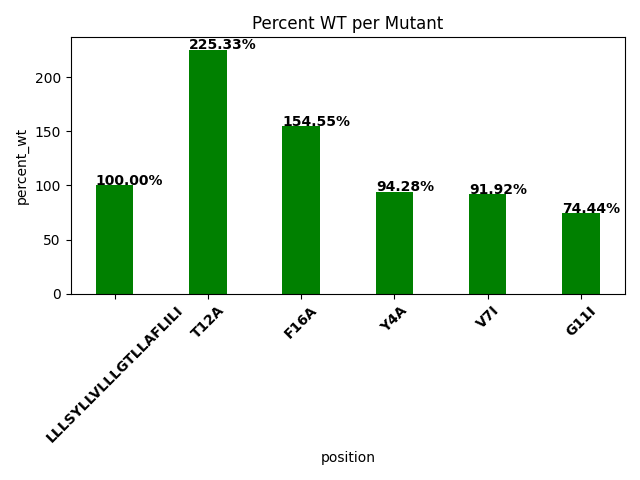 Percent WT per Mutant
percent_wt
200
150
100
50
0
100.00%
225.33%
154.55%
94.28%
91.92%
74.44%
LLLSYLLVLLLGTLLAFLILI
T12A
F16A
Y4A
V7I
G11I
position